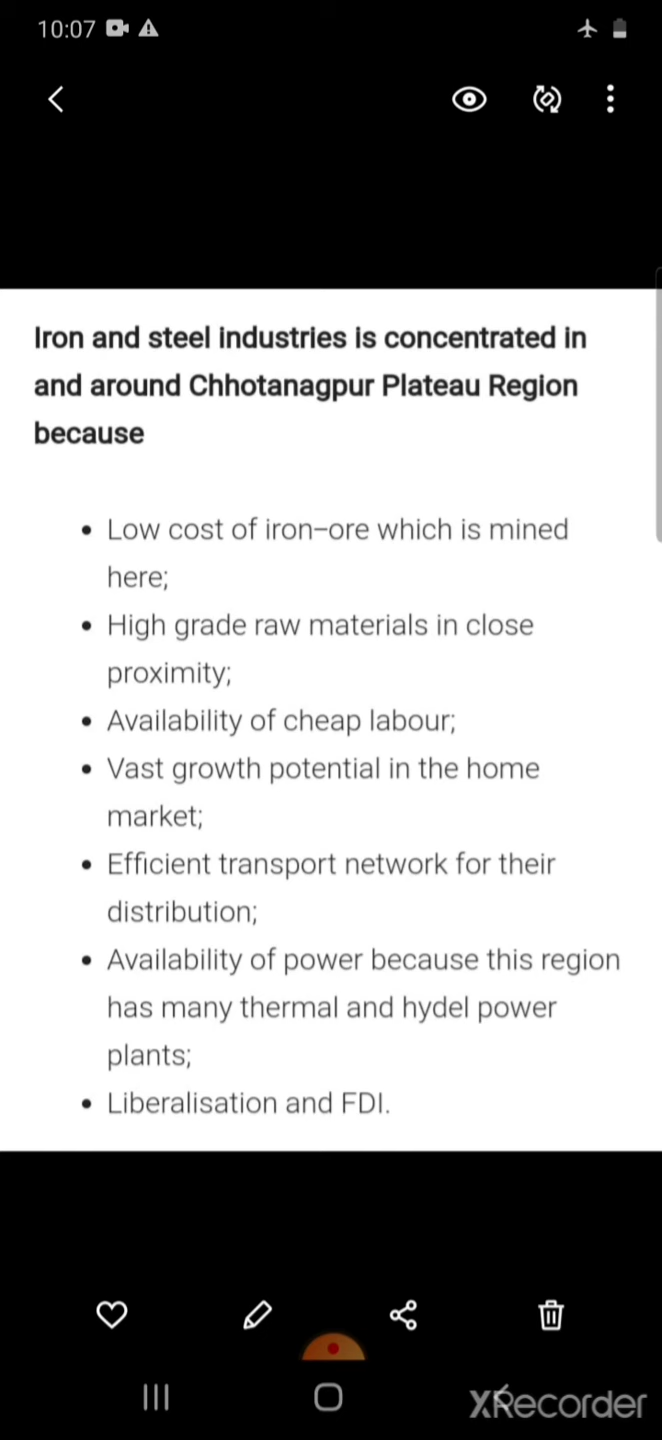 10:07
Iron and steel industries is concentrated in
and around Chhotanagpur Plateau Region
because
• Low cost of iron–ore which is mined
here;
• High grade raw materials in close
proximity;
• Availability of cheap labour;
• Vast growth potential in the home
market;
• Efficient transport network for their
distribution;
• Availability of power because this region
has many thermal and hydel power
plants;
• Liberalisation and FDI.
XRecorder